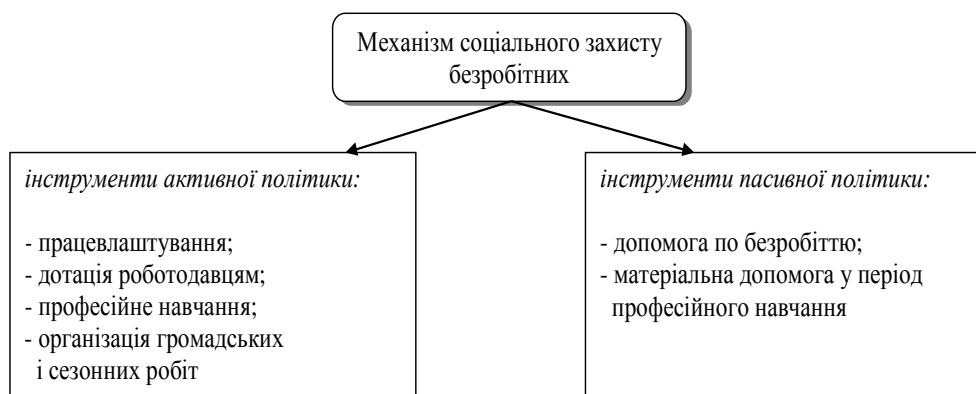 Механізм соціального захисту
безробітних
інструменти активної політики:
- працевлаштування;
- дотація роботодавцям;
- професійне навчання;
- організація громадських
і сезонних робіт
інструменти пасивної політики:
- допомога по безробіттю;
- матеріальна допомога у період
професійного навчання